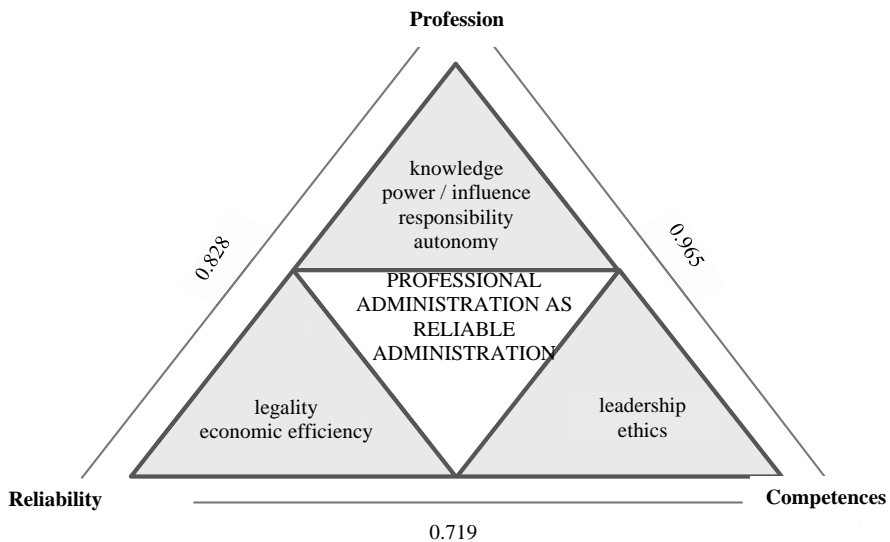 Profession
knowledge
power / influence
responsibility
autonomy
0.828
0.965
PROFESSIONAL
ADMINISTRATION AS
RELIABLE
ADMINISTRATION
legality
economic efficiency
leadership
ethics
Reliability
Competences
0.719